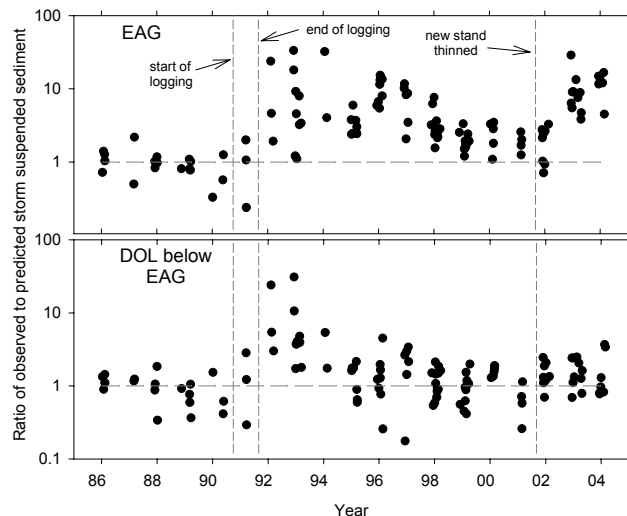 Ratio of observed to predicted storm suspended sediment
100
10
1
EAG
start of
logging
end of logging
new stand
thinned
100
10
1
0.1
DOL below
EAG
86 88 90 92 94 96 98 00 02 04
Year